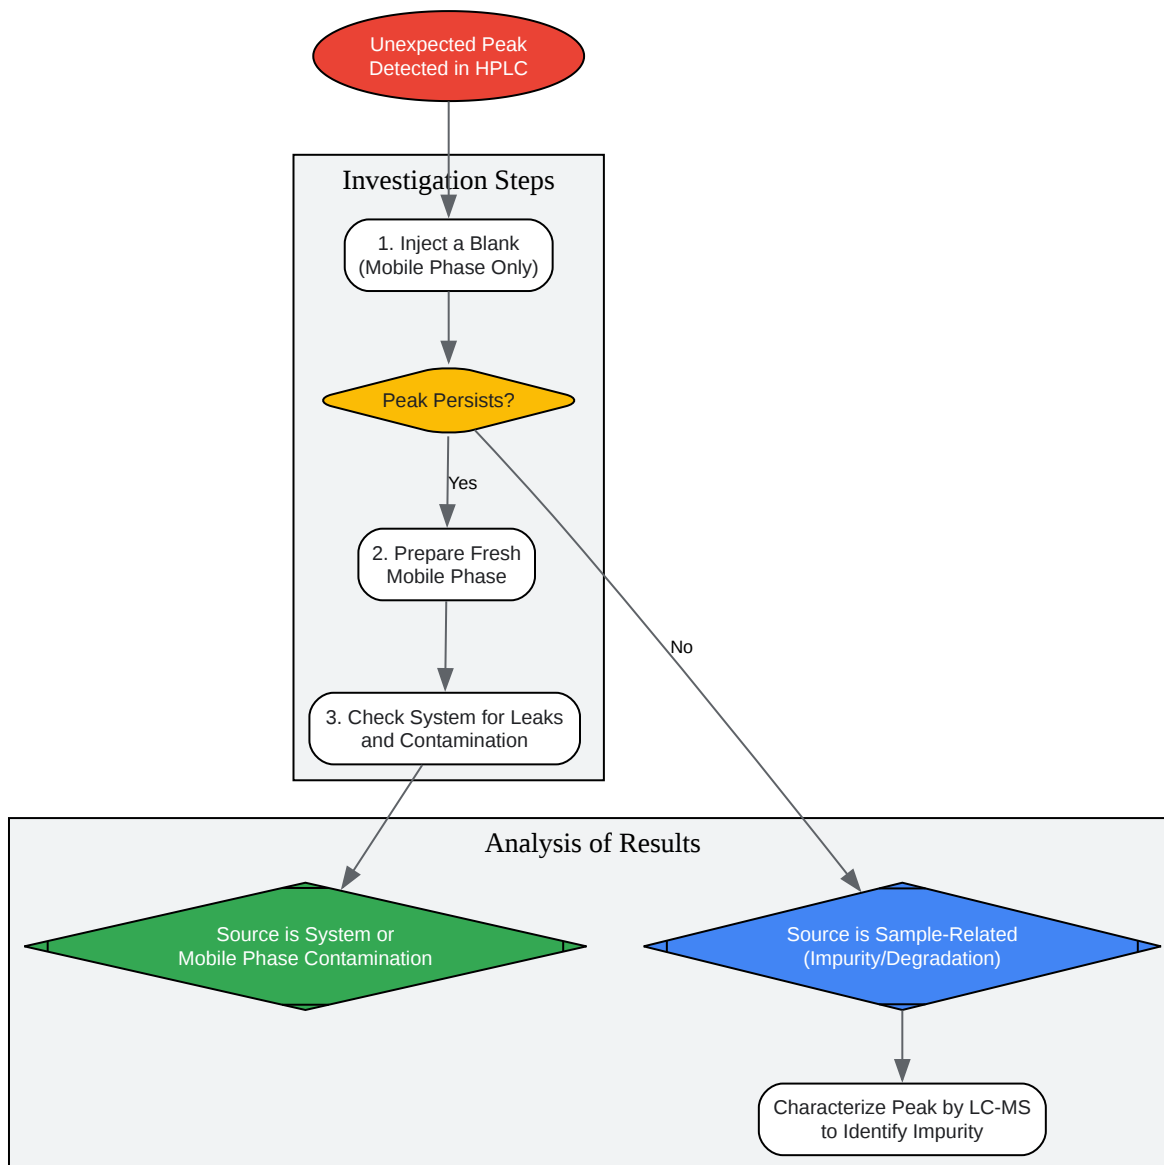 Unexpected Peak
Detected in HPLC
Investigation Steps
1. Inject a Blank
(Mobile Phase Only)
Peak Persists?
Yes
2. Prepare Fresh
Mobile Phase
No
3. Check System for Leaks
and Contamination
Analysis of Results
Source is System or
Mobile Phase Contamination
Source is Sample-Related
(Impurity/Degradation)
Characterize Peak by LC-MS
to Identify Impurity